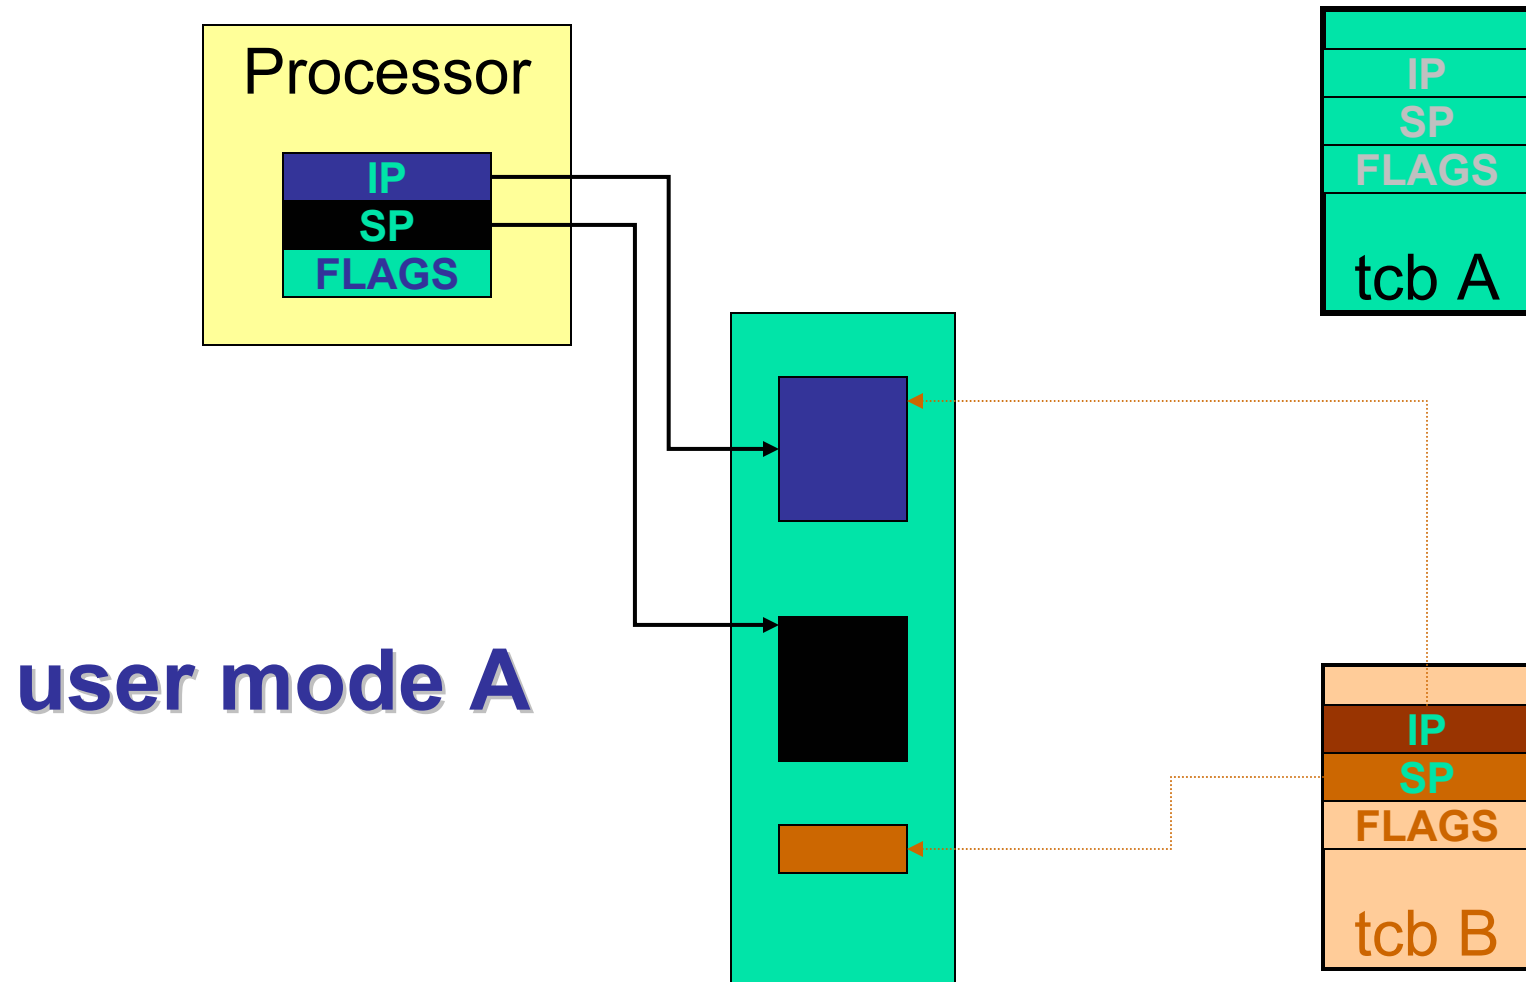 Processor
IP
SP
FLAGS
IP
SP
FLAGS
tcb A
user mode A
IP
SP
FLAGS
tcb B